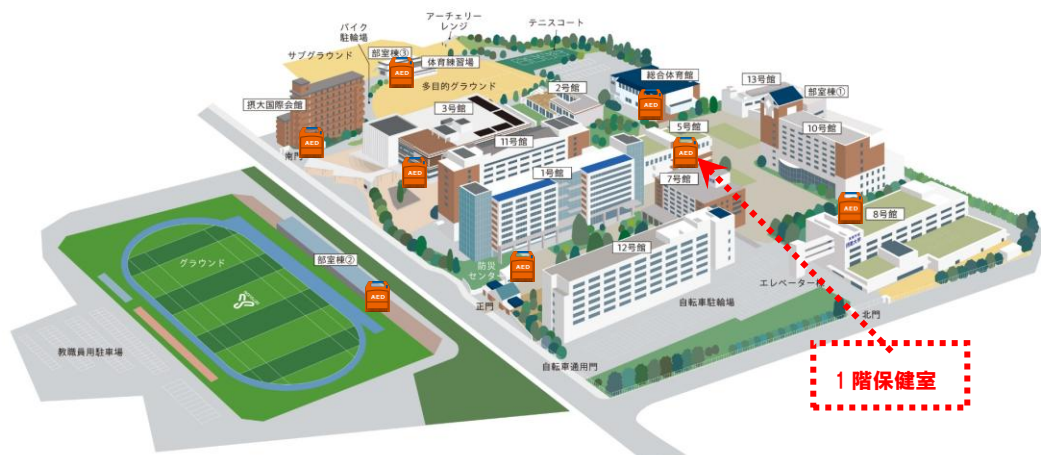 アーチェリー
レンジ
テニスコート
バイク
駐輪場
部室棟③
サブグラウンド
体育練習場
総合体育館
13号館
AED
多目的グラウンド
2号館
部室棟①
摂大国際会館
3号館
AED
5号館
10号館
AED
南門
11号館
AED
AED
1号館
7号館
AED
8号館
12号館
防災
センター
AED
グラウンド
部室棟②
エレベーター棟
AED
正門
自転車駐輪場
北門
教職員用駐車場
自転車通用門
1階保健室